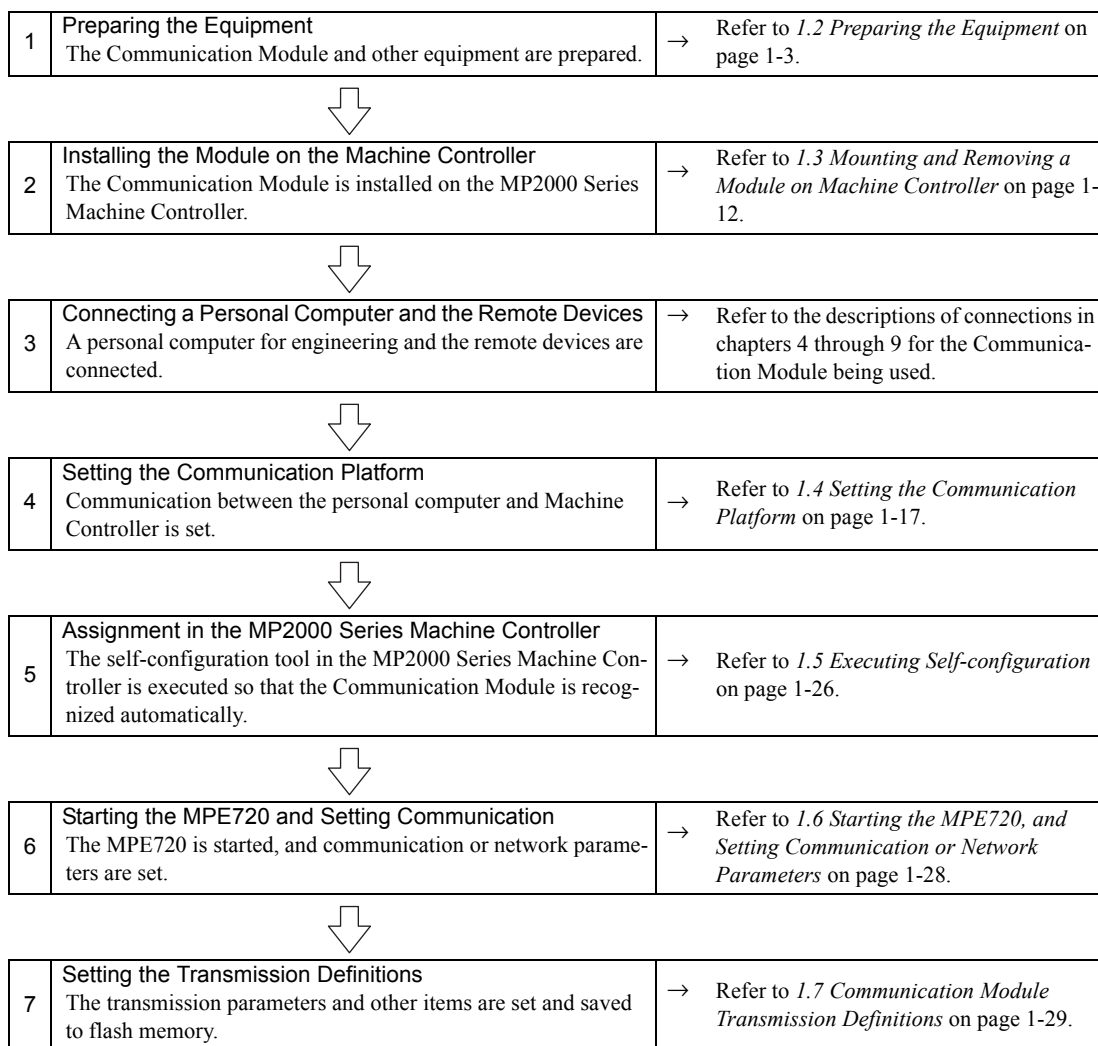 1
Preparing the Equipment
The Communication Module and other equipment are prepared.
→ Refer to 1.2 Preparing the Equipment on
page 1-3.
2
Installing the Module on the Machine Controller
The Communication Module is installed on the MP2000 Series
Machine Controller.
→ Refer to 1.3 Mounting and Removing a
Module on Machine Controller on page 1-
12.
3
Connecting a Personal Computer and the Remote Devices
A personal computer for engineering and the remote devices are
connected.
→ Refer to the descriptions of connections in
chapters 4 through 9 for the Communica-
tion Module being used.
4
Setting the Communication Platform
Communication between the personal computer and Machine
Controller is set.
→ Refer to 1.4 Setting the Communication
Platform on page 1-17.
5
Assignment in the MP2000 Series Machine Controller
The self-configuration tool in the MP2000 Series Machine Con-
troller is executed so that the Communication Module is recog-
nized automatically.
→ Refer to 1.5 Executing Self-configuration
on page 1-26.
6
Starting the MPE720 and Setting Communication
The MPE720 is started, and communication or network parame-
ters are set.
→ Refer to 1.6 Starting the MPE720, and
Setting Communication or Network
Parameters on page 1-28.
7
Setting the Transmission Definitions
The transmission parameters and other items are set and saved
to flash memory.
→ Refer to 1.7 Communication Module
Transmission Definitions on page 1-29.